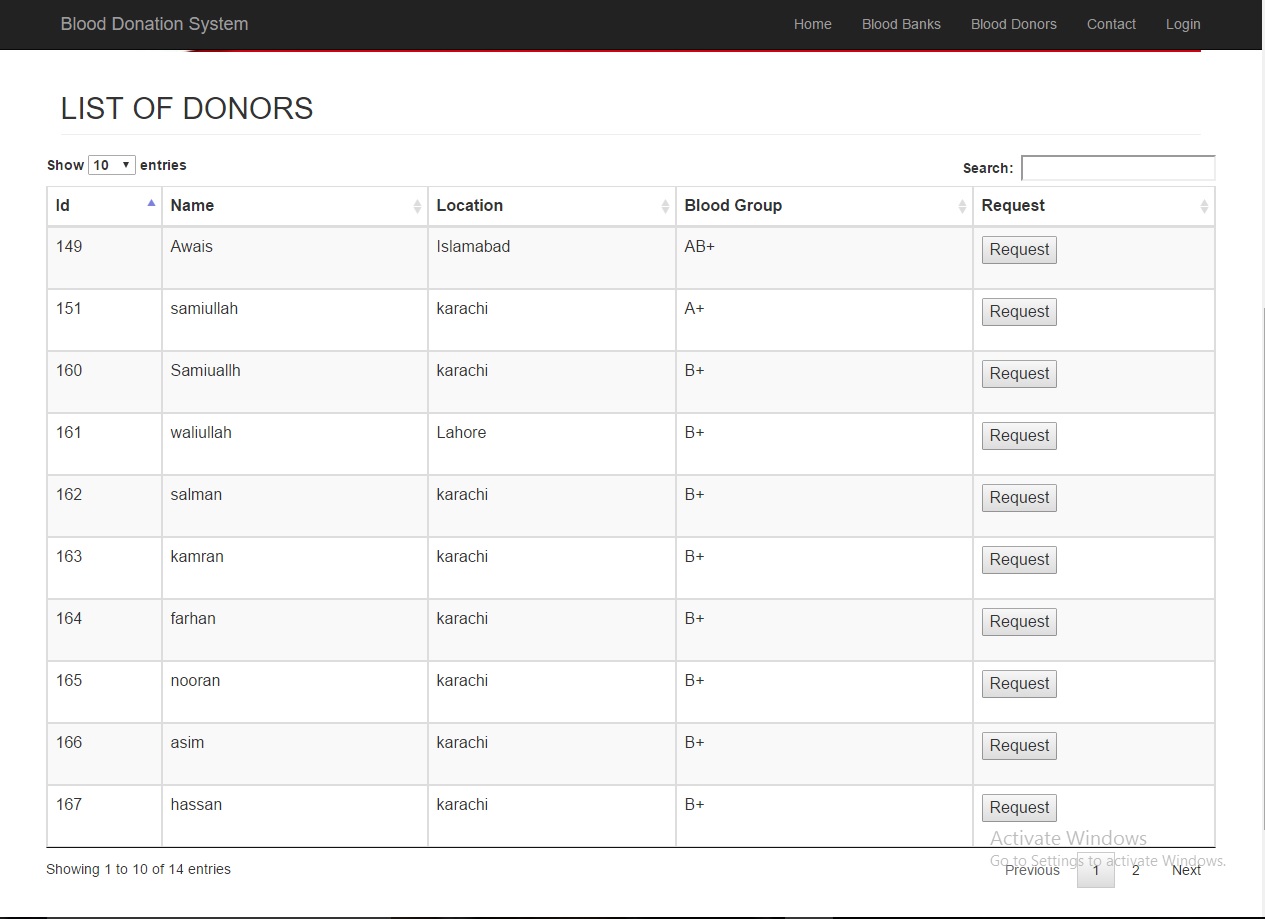 Blood Donation System Home Blood Banks Blood Donors Contact Login
LIST OF DONORS
Show 10 entries Search:
Id Name Location Blood Group Request
149 Awais Islamabad AB+ Request
151 samiullah karachi A+ Request
160 Samiuallh karachi B+ Request
161 waliullah Lahore B+ Request
162 salman karachi B+ Request
163 kamran karachi B+ Request
164 farhan karachi B+ Request
165 nooran karachi B+ Request
166 asim karachi B+ Request
167 hassan karachi B+ Request
Activate Windows
Go to Settings to activate Windows.
Showing 1 to 10 of 14 entries Previous 1 2 Next